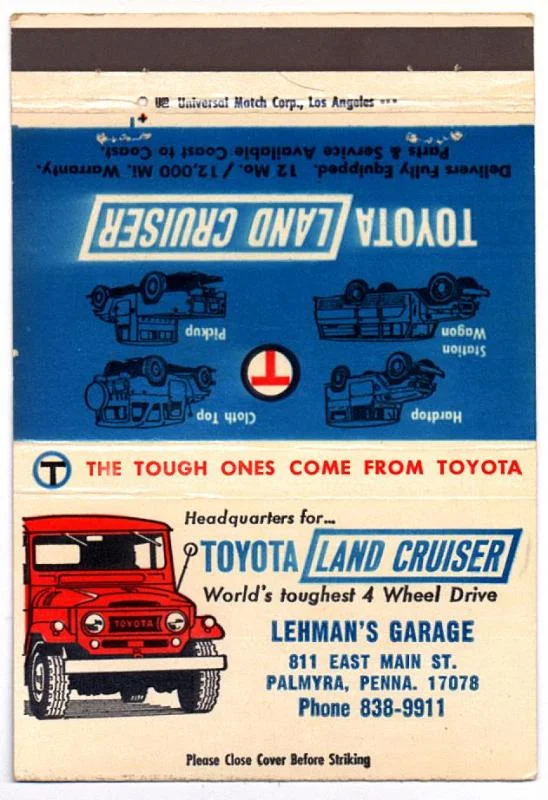 UMC Universal Match Corp., Los Angeles
Delivers Fully Equipped. 12 Mo. / 12,000 Mi. Warranty.
Parts & Service Available Coast to Coast.
TOYOTA LAND CRUISER
Station Wagon
Pickup
Hardtop
Cloth Top
T
T THE TOUGH ONES COME FROM TOYOTA
Headquarters for...
TOYOTA LAND CRUISER
World's toughest 4 Wheel Drive
TOYOTA
LEHMAN'S GARAGE
811 EAST MAIN ST.
PALMYRA, PENNA. 17078
Phone 838-9911
Please Close Cover Before Striking